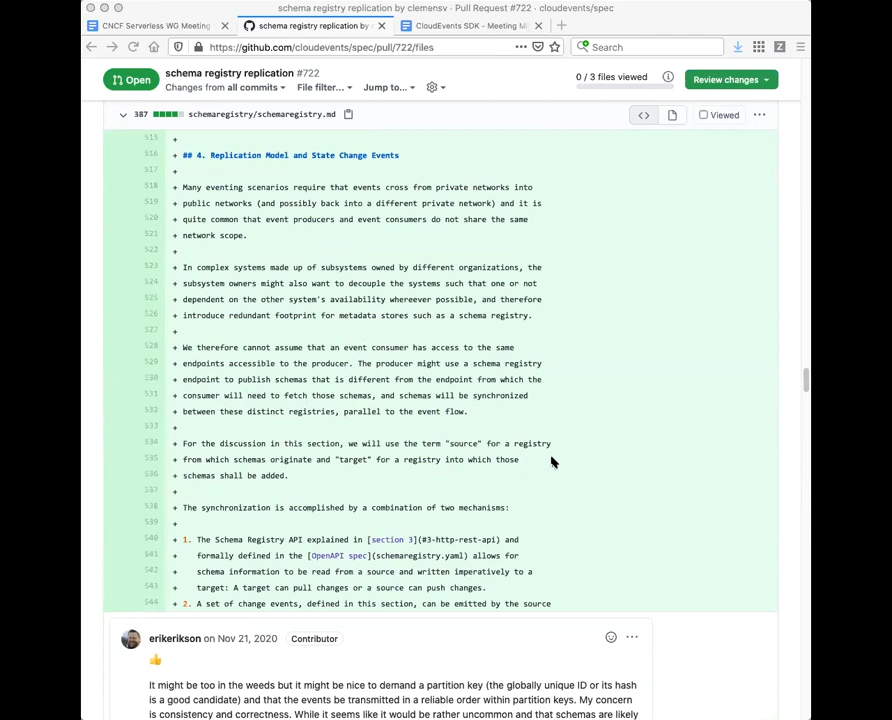 schema registry replication by clemensv · Pull Request #722 · cloudevents/spec
CNCF Serverless WG Meeting
schema registry replication by
CloudEvents SDK - Meeting Mi
https://github.com/cloudevents/spec/pull/722/files
Search
Open
schema registry replication #722
Changes from all commits
File filter...
Jump to...
0 / 3 files viewed
Review changes
387 schemaregistry/schemaregistry.md
Viewed
515 +
516 + ## 4. Replication Model and State Change Events
517 +
518 + Many eventing scenarios require that events cross from private networks into
519 + public networks (and possibly back into a different private network) and it is
520 + quite common that event producers and event consumers do not share the same
521 + network scope.
522 +
523 + In complex systems made up of subsystems owned by different organizations, the
524 + subsystem owners might also want to decouple the systems such that one or not
525 + dependent on the other system's availability whereever possible, and therefore
526 + introduce redundant footprint for metadata stores such as a schema registry.
527 +
528 + We therefore cannot assume that an event consumer has access to the same
529 + endpoints accessible to the producer. The producer might use a schema registry
530 + endpoint to publish schemas that is different from the endpoint from which the
531 + consumer will need to fetch those schemas, and schemas will be synchronized
532 + between these distinct registries, parallel to the event flow.
533 +
534 + For the discussion in this section, we will use the term "source" for a registry
535 + from which schemas originate and "target" for a registry into which those
536 + schemas shall be added.
537 +
538 + The synchronization is accomplished by a combination of two mechanisms:
539 +
540 + 1. The Schema Registry API explained in [section 3](#3-http-rest-api) and
541 + formally defined in the [OpenAPI spec](schemaregistry.yaml) allows for
542 + schema information to be read from a source and written imperatively to a
543 + target: A target can pull changes or a source can push changes.
544 + 2. A set of change events, defined in this section, can be emitted by the source
erikerikson on Nov 21, 2020 Contributor
It might be too in the weeds but it might be nice to demand a partition key (the globally unique ID or its hash
is a good candidate) and that the events be transmitted in a reliable order within partition keys. My concern
is consistency and correctness. While it seems like it would be rather uncommon and that schemas are likely